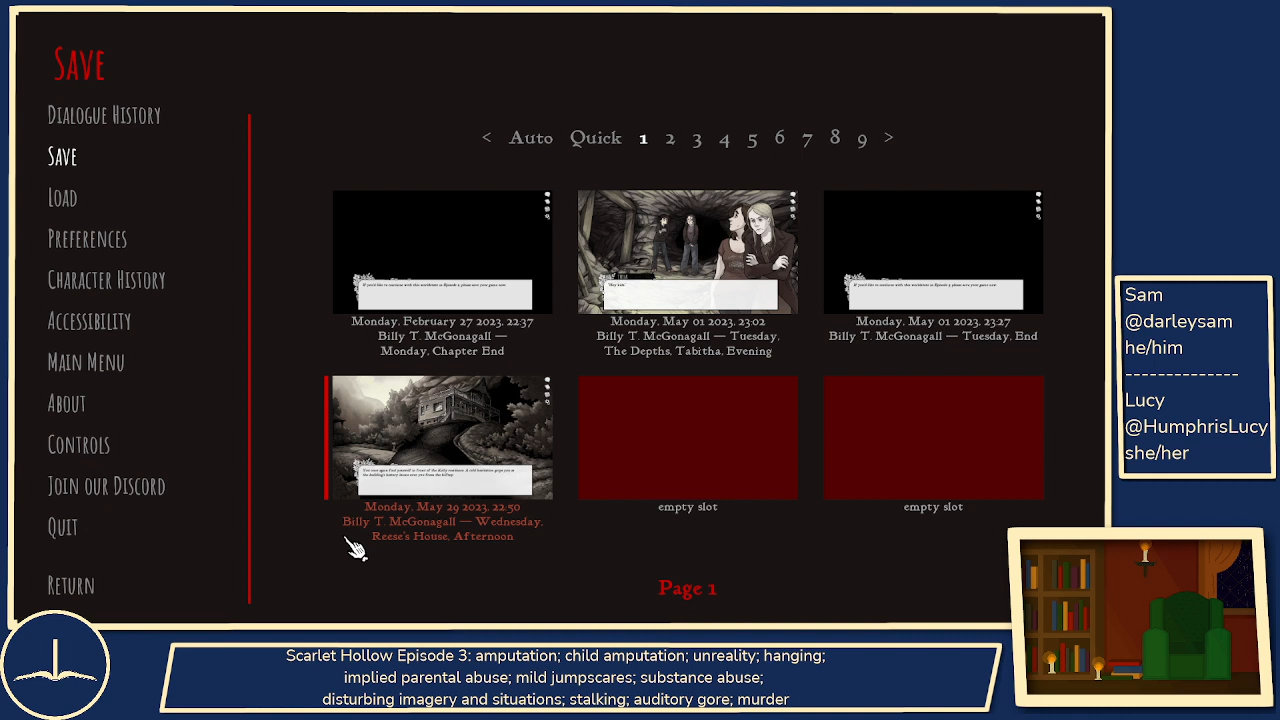 Save
Dialogue History
Save
Load
Preferences
Character History
Accessibility
Main Menu
About
Controls
Join our Discord
Quit
Return
< Auto Quick 1 2 3 4 5 6 7 8 9 >
Monday, February 27 2023, 22:37
Billy T. McGonagall —
Monday, Chapter End
Monday, May 01 2023, 23:02
Billy T. McGonagall — Tuesday,
The Depths, Tabitha, Evening
Monday, May 01 2023, 23:27
Billy T. McGonagall — Tuesday, End
Monday, May 29 2023, 22:50
Billy T. McGonagall — Wednesday,
Reese's House, Afternoon
empty slot
empty slot
Page 1
Sam
@darleysam
he/him
--------------
Lucy
@HumphrisLucy
she/her
Scarlet Hollow Episode 3: amputation; child amputation; unreality; hanging;
implied parental abuse; mild jumpscares; substance abuse;
disturbing imagery and situations; stalking; auditory gore; murder